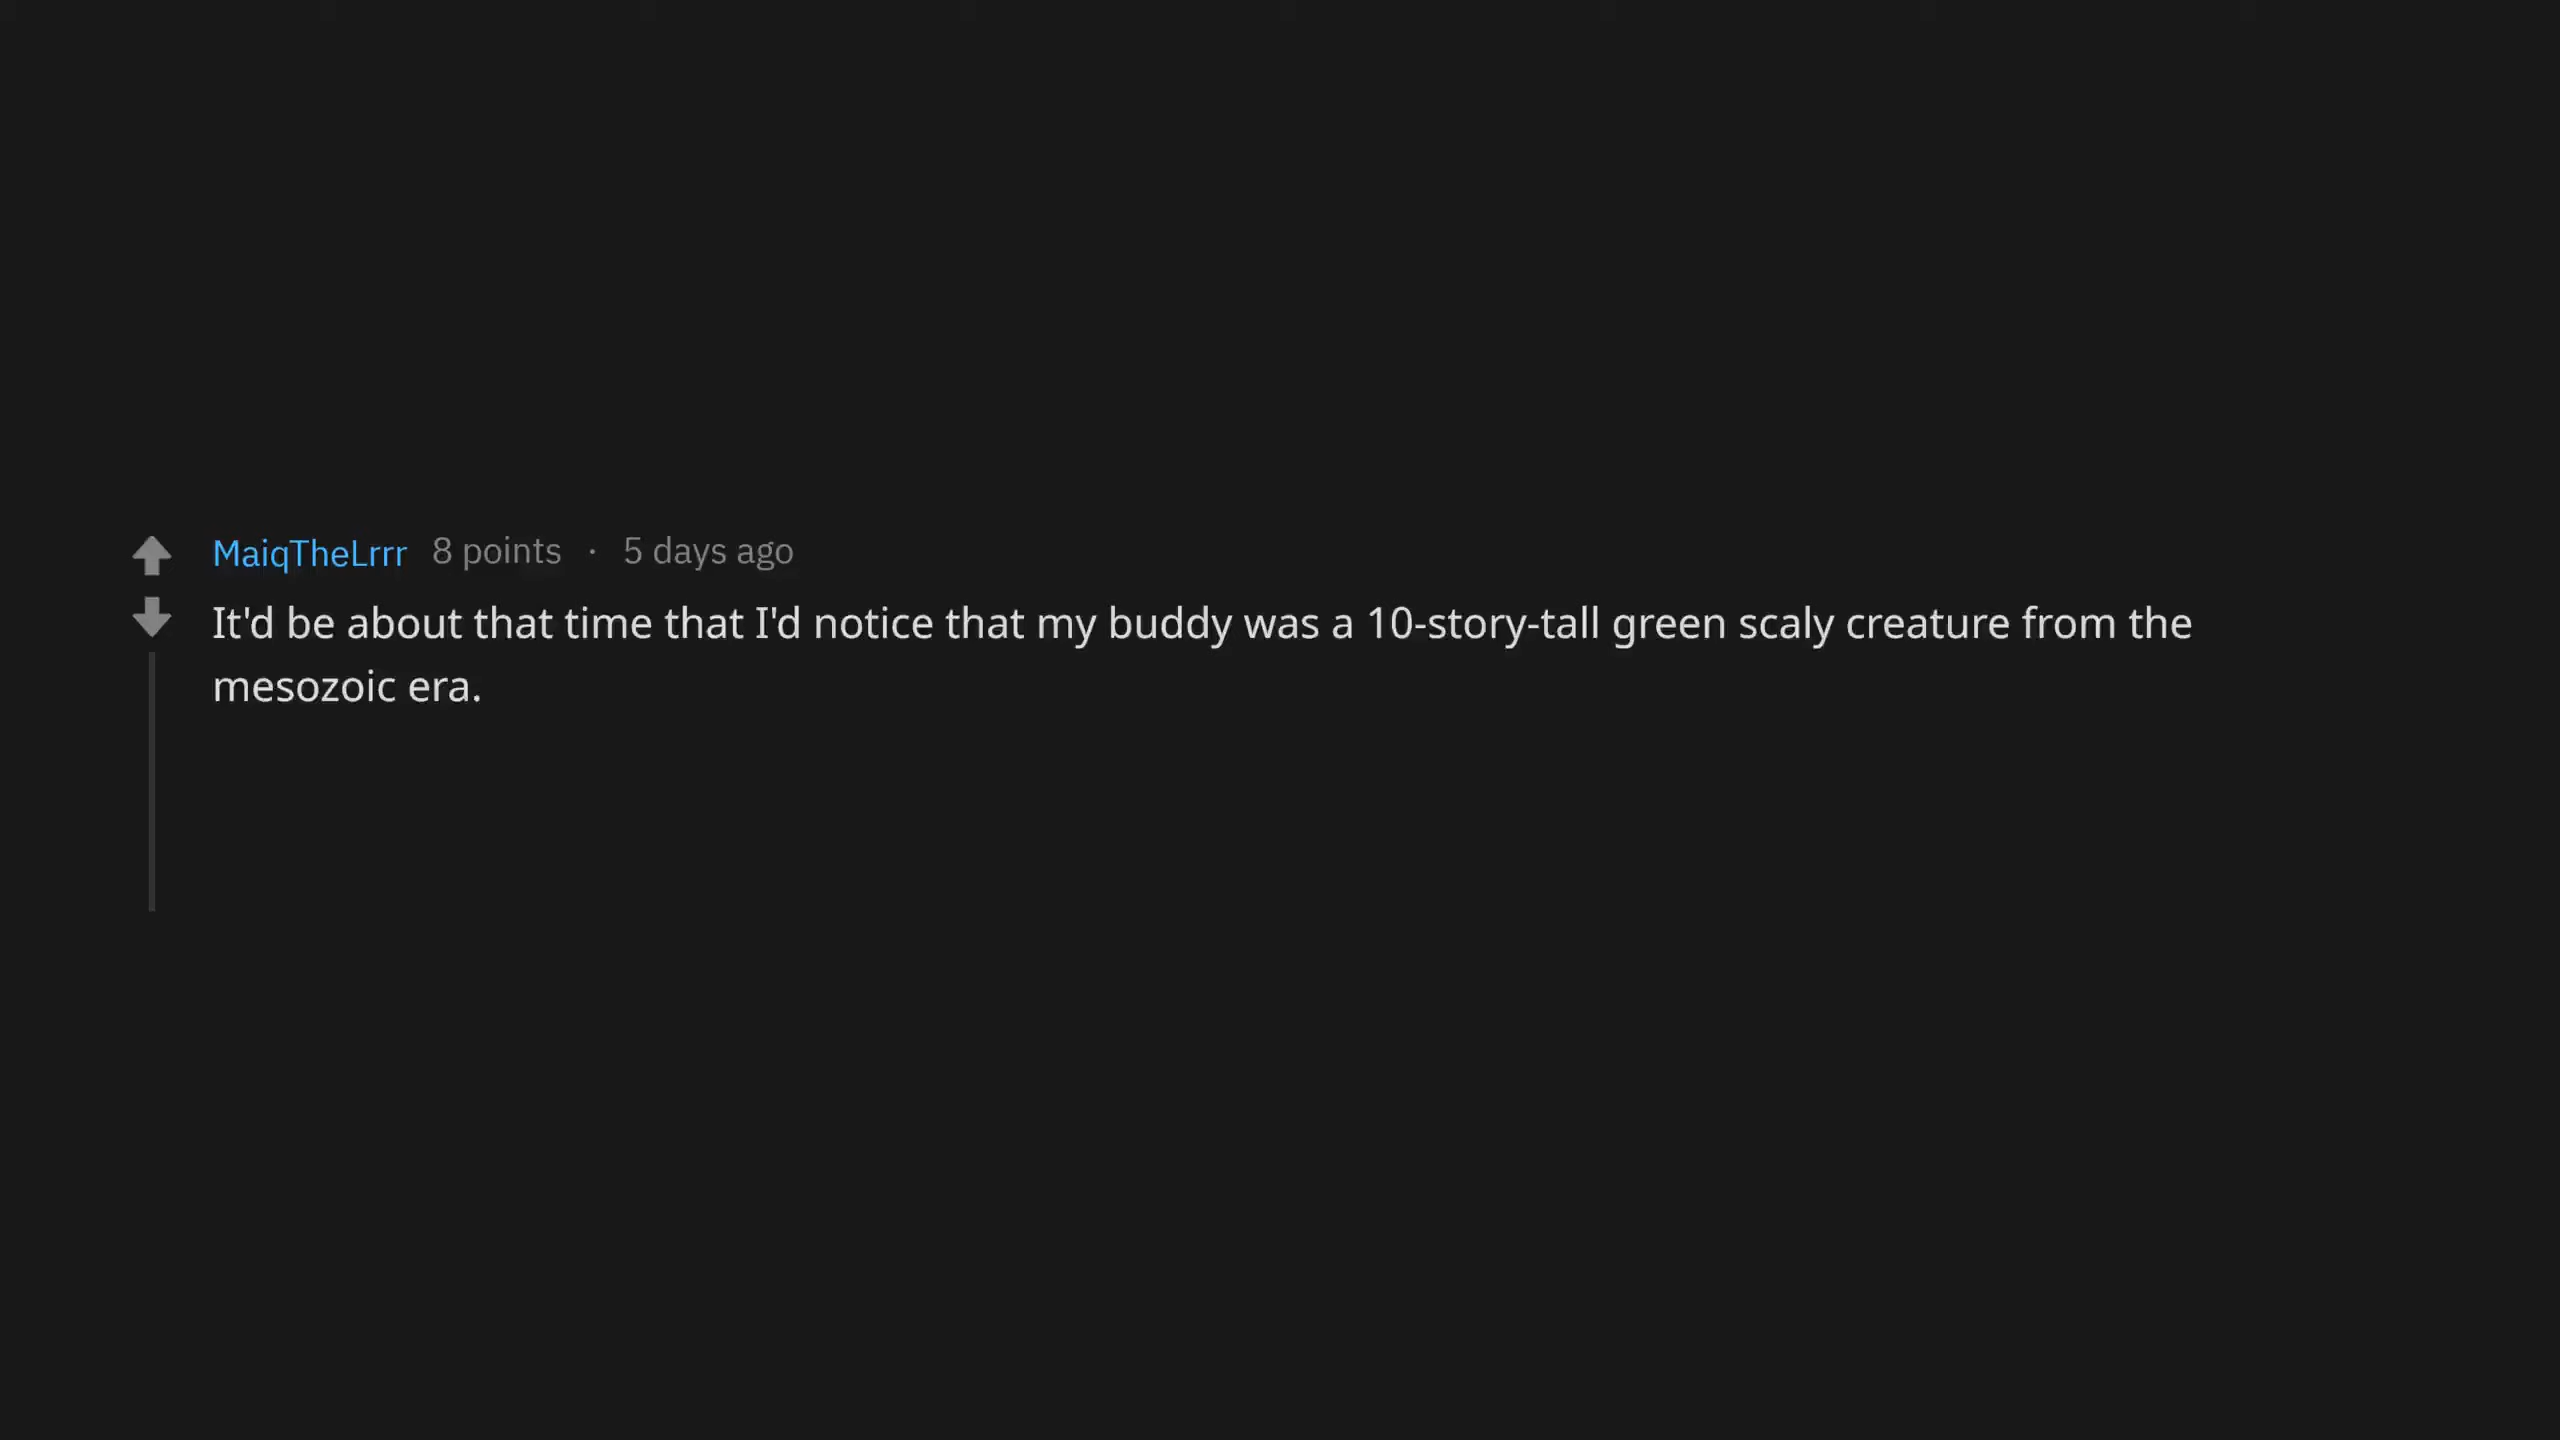 MaiqTheLrrr 8 points · 5 days ago
It'd be about that time that I'd notice that my buddy was a 10-story-tall green scaly creature from the
mesozoic era.